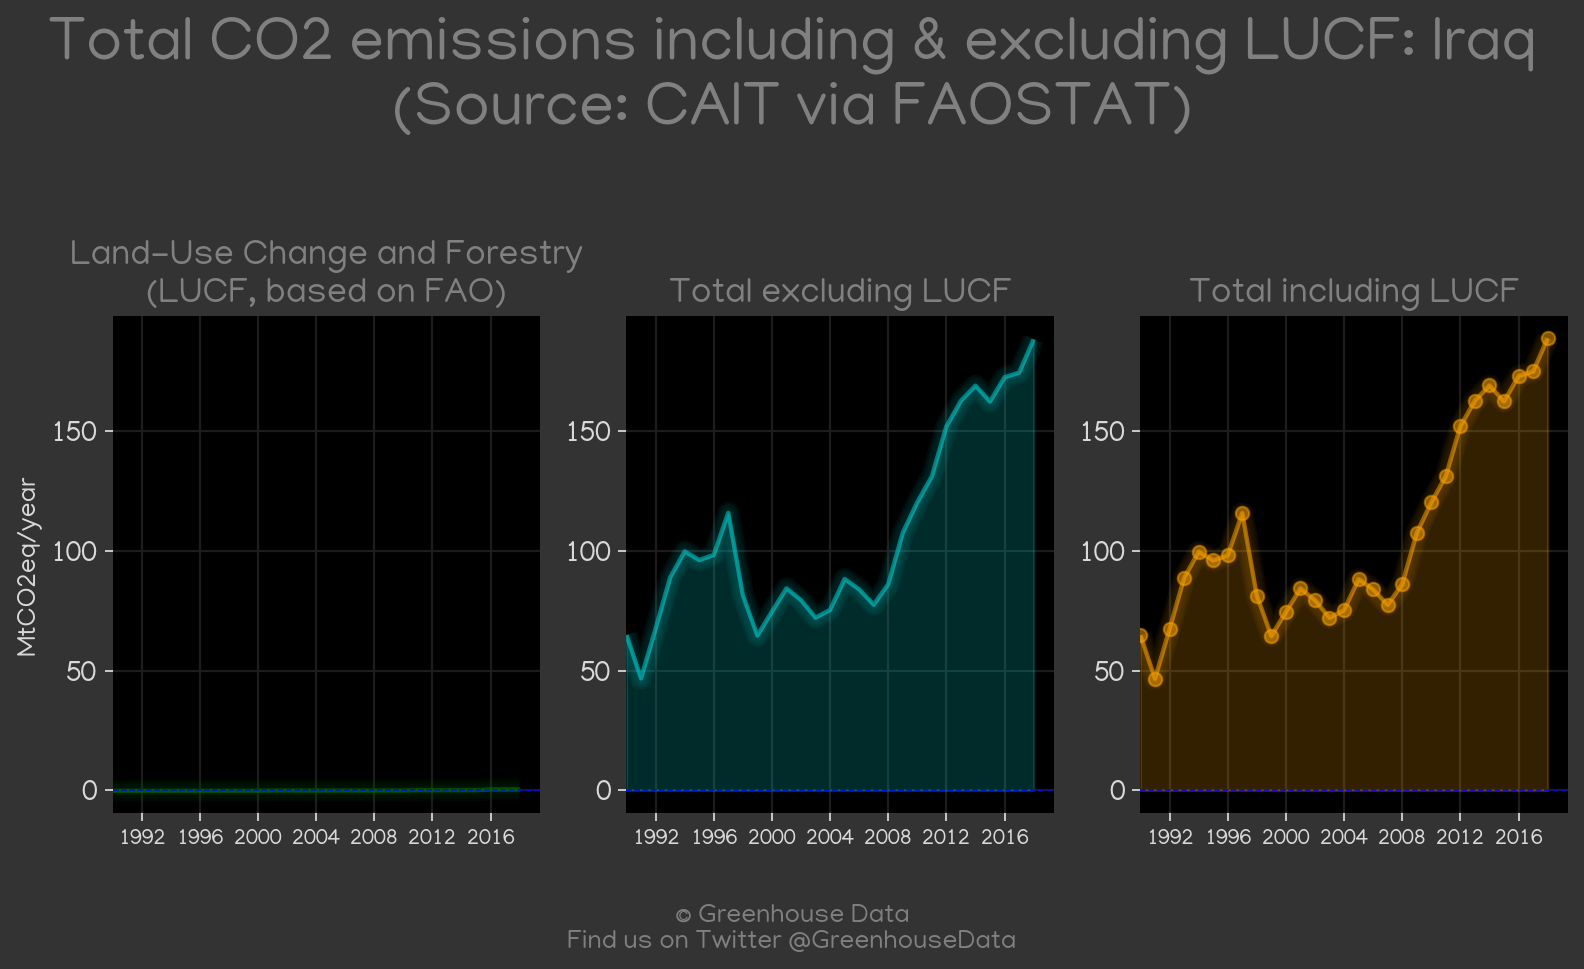 Total CO2 emissions including & excluding LUCF: Iraq
(Source: CAIT via FAOSTAT)
Land-Use Change and Forestry
(LUCF, based on FAO)
Total excluding LUCF
Total including LUCF
MtCO2eq/year
150
100
50
0
1992 1996 2000 2004 2008 2012 2016
150
100
50
0
1992 1996 2000 2004 2008 2012 2016
150
100
50
0
1992 1996 2000 2004 2008 2012 2016
© Greenhouse Data
Find us on Twitter @GreenhouseData